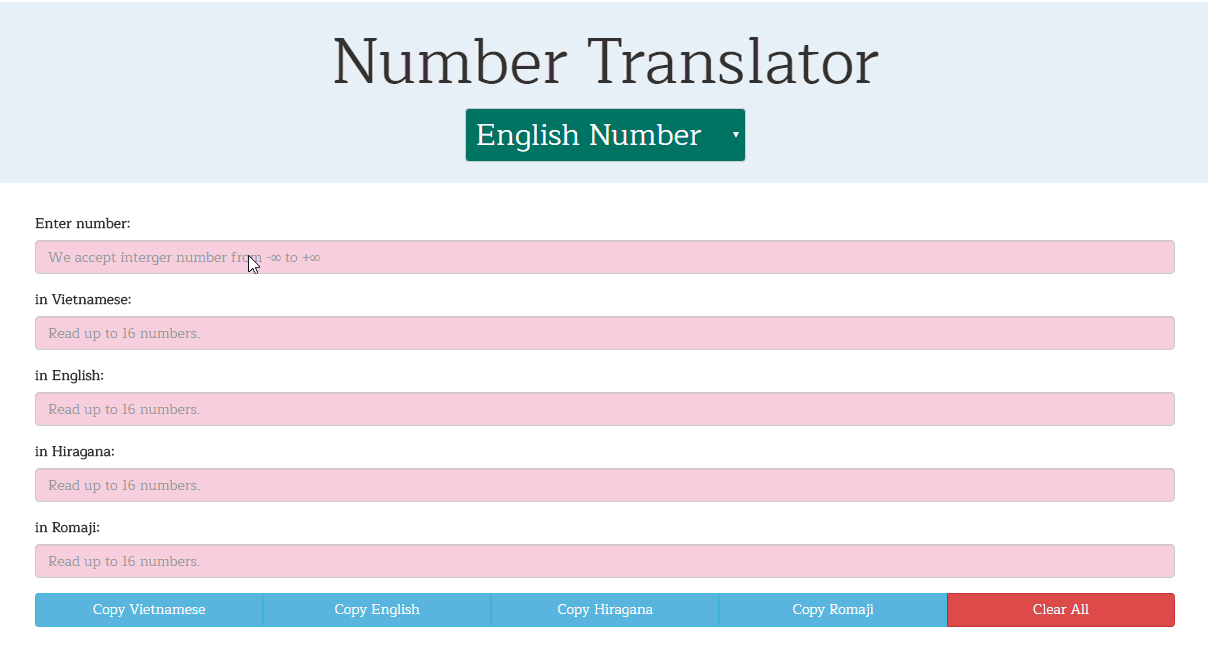 Number Translator
English Number
Enter number:
We accept interger number from -∞ to +∞
in Vietnamese:
Read up to 16 numbers.
in English:
Read up to 16 numbers.
in Hiragana:
Read up to 16 numbers.
in Romaji:
Read up to 16 numbers.
Copy Vietnamese Copy English Copy Hiragana Copy Romaji Clear All